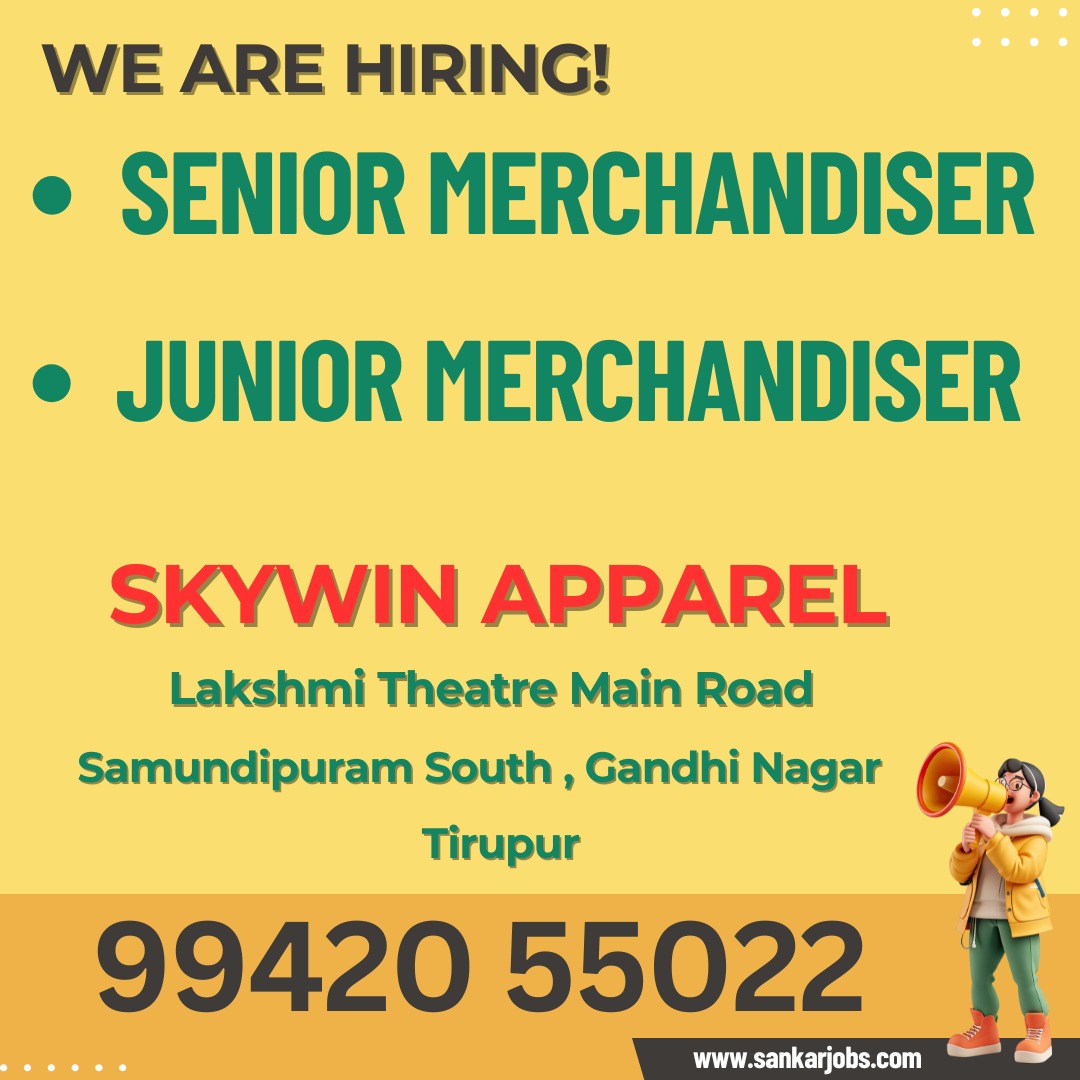 WE ARE HIRING!
• SENIOR MERCHANDISER
• JUNIOR MERCHANDISER
SKYWIN APPAREL
Lakshmi Theatre Main Road
Samundipuram South , Gandhi Nagar
Tirupur
99420 55022
www.sankarjobs.com